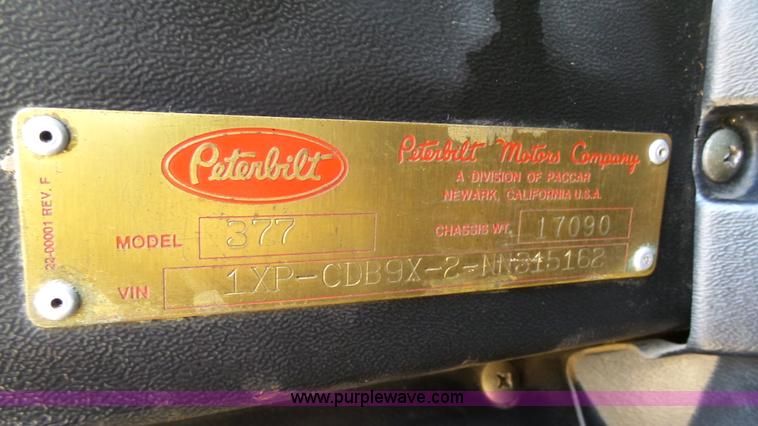 Peterbilt
Peterbilt Motors Company
A DIVISION OF PACCAR
NEWARK, CALIFORNIA U.S.A.
MODEL 377
CHASSIS WT. 17090
VIN 1XP-CDB9X-2-NN315162
22-00001 REV. F
www.purplewave.com